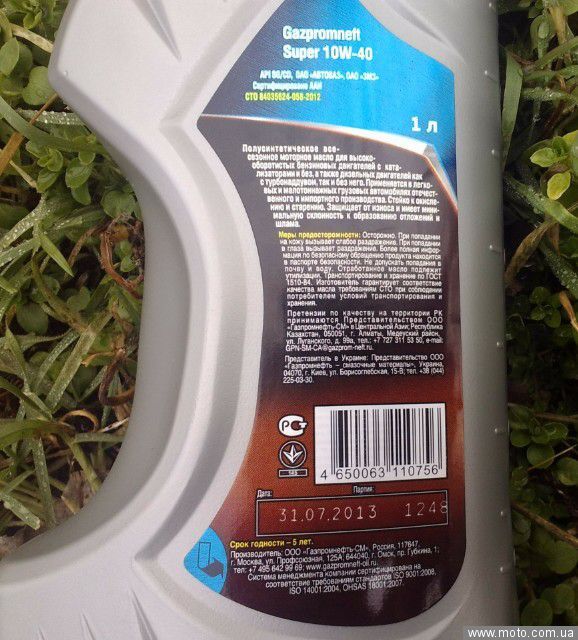 Gazpromneft
Super 10W-40
API SG/CD, ОАО «АВТОВАЗ», ОАО «ЗМЗ»
Сертифицировано ААИ
СТО 84035624-056-2012
1 л
Полусинтетическое все-
сезонное моторное масло для высоко-
оборотистых бензиновых двигателей с ката-
лизаторами и без, а также дизельных двигателей как
с турбонаддувом, так и без него. Применяется в легко-
вых и малотоннажных грузовых автомобилях отечест-
венного и импортного производства. Стойко к окисле-
нию и старению. Защищает от износа и имеет мини-
мальную склонность к образованию отложений и
шлама.
Меры предосторожности: Осторожно. При попадании
на кожу вызывает слабое раздражение. При попадании
в глаза вызывает раздражение. Более полная инфор-
мация по безопасному обращению продукта находится
в паспорте безопасности. Не допускать попадания в
почву и воду. Отработанное масло подлежит
утилизации. Транспортирование и хранение по ГОСТ
1510-84. Изготовитель гарантирует соответствие
качества масла требованиям СТО при соблюдении
потребителем условий транспортирования и
хранения.
Претензии по качеству на территории РК
принимаются Представительством ООО
«Газпромнефть-СМ» в Центральной Азии; Республика
Казахстан, 050051, г. Алматы, Медеуский район,
ул. Луганского, д. 99а, тел.: +7 727 311 53 50, e-mail:
GPN-SM-CA@gazprom-neft.ru.
Представитель в Украине: Представительство ООО
«Газпромнефть – смазочные материалы», Украина,
04070, г. Киев, ул. Борисоглебская, 15-В; тел. +38 (044)
225-03-30.
РС
4 650063 110756
Дата:
Партия:
31.07.2013 1248
Срок годности – 5 лет.
Производитель: ООО «Газпромнефть-СМ», Россия, 117647,
г. Москва, ул. Профсоюзная, 125А; 644040, г. Омск, пр. Губкина, 1;
тел. +7 495 642 99 69; www.gazpromneft-oil.ru.
Система менеджмента компании сертифицирована на
соответствие требованиям стандартов ISO 9001:2008,
ISO 14001:2004, OHSAS 18001:2007.
www.moto.com.ua